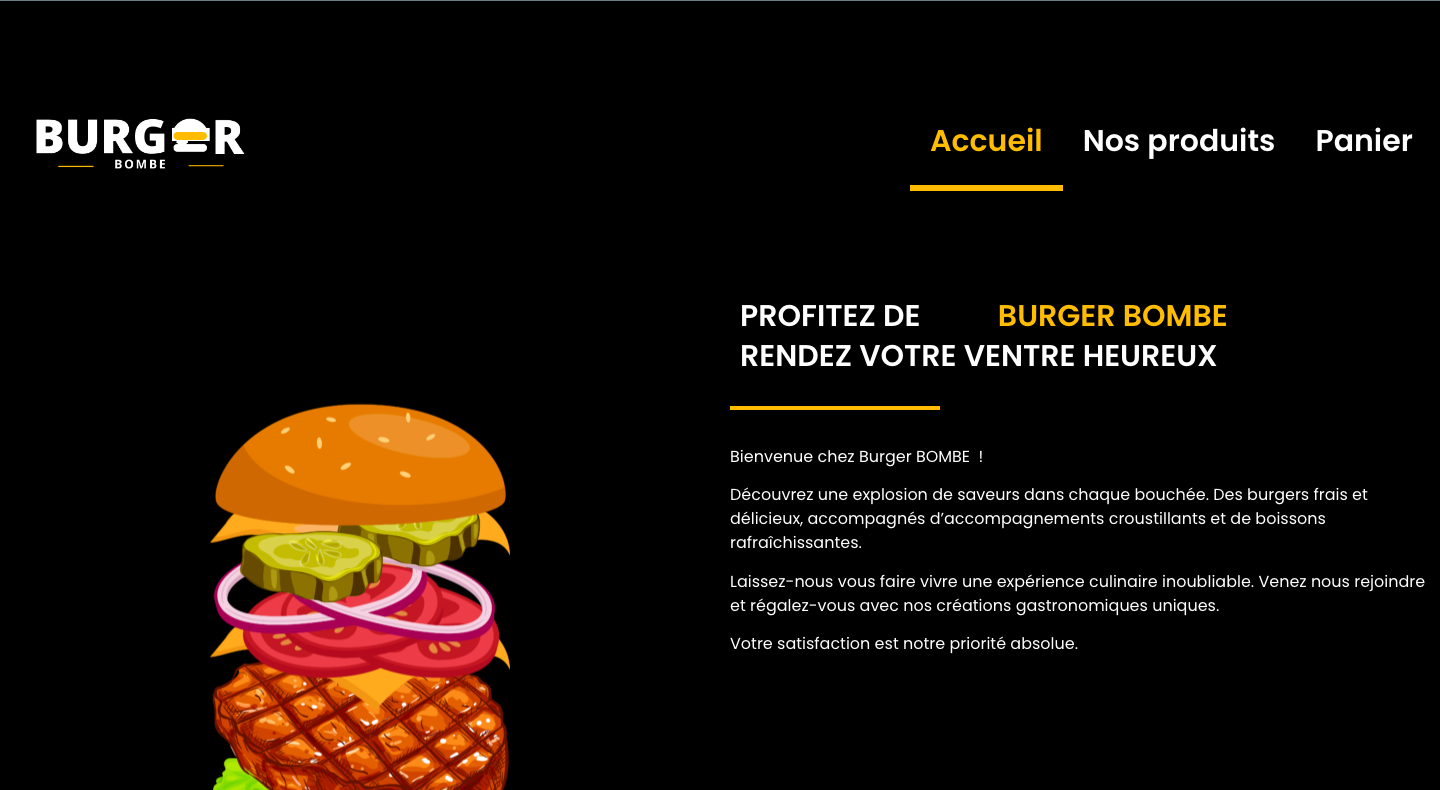 BURGER
BOMBE
Accueil Nos produits Panier
PROFITEZ DE BURGER BOMBE
RENDEZ VOTRE VENTRE HEUREUX
Bienvenue chez Burger BOMBE !
Découvrez une explosion de saveurs dans chaque bouchée. Des burgers frais et
délicieux, accompagnés d’accompagnements croustillants et de boissons
rafraîchissantes.
Laissez-nous vous faire vivre une expérience culinaire inoubliable. Venez nous rejoindre
et régalez-vous avec nos créations gastronomiques uniques.
Votre satisfaction est notre priorité absolue.